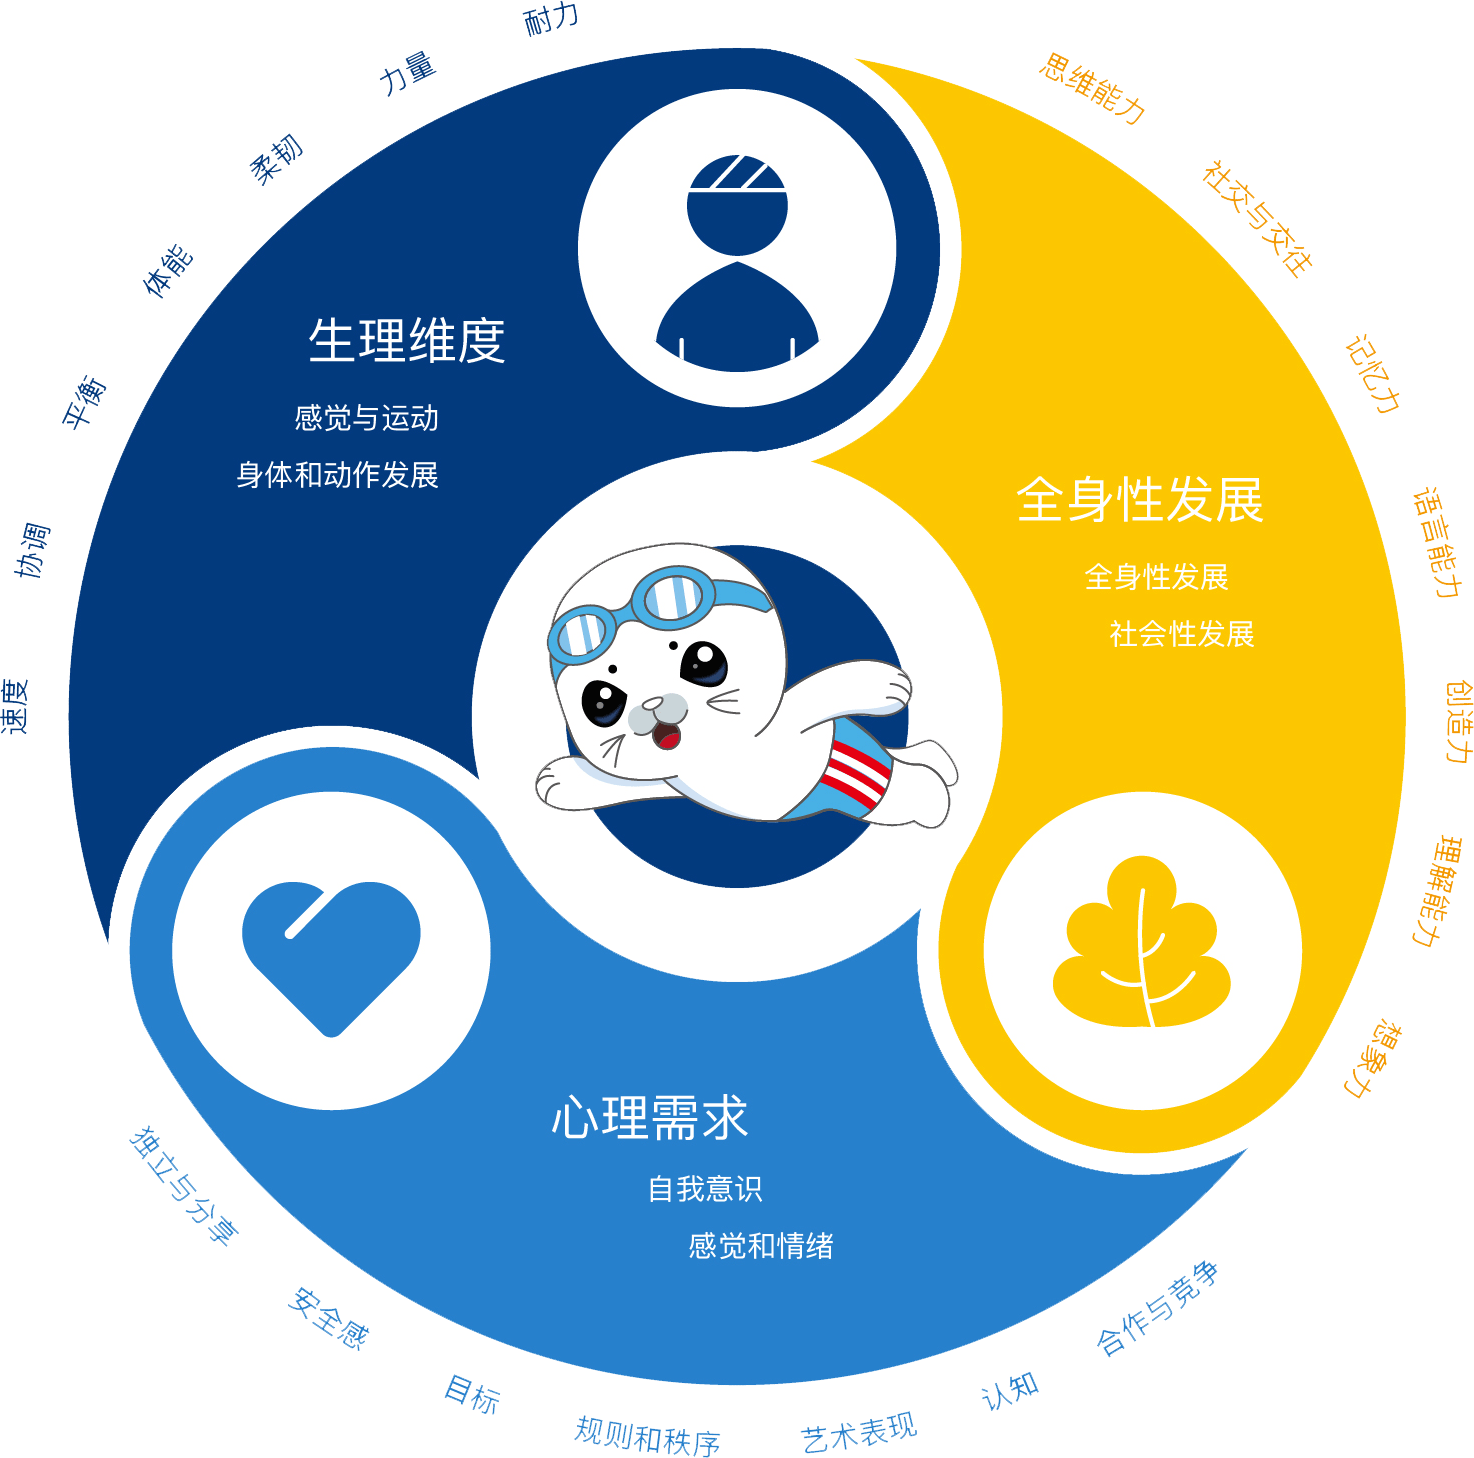 耐力
力量
柔韧
体能
平衡
协调
速度
生理维度
感觉与运动
身体和动作发展
思维能力
社交与交往
记忆力
语言能力
创造力
理解能力
想象力
全身性发展
全身性发展
社会性发展
心理需求
自我意识
感觉和情绪
独立与分享
安全感
目标
规则和秩序
艺术表现
认知
合作与竞争